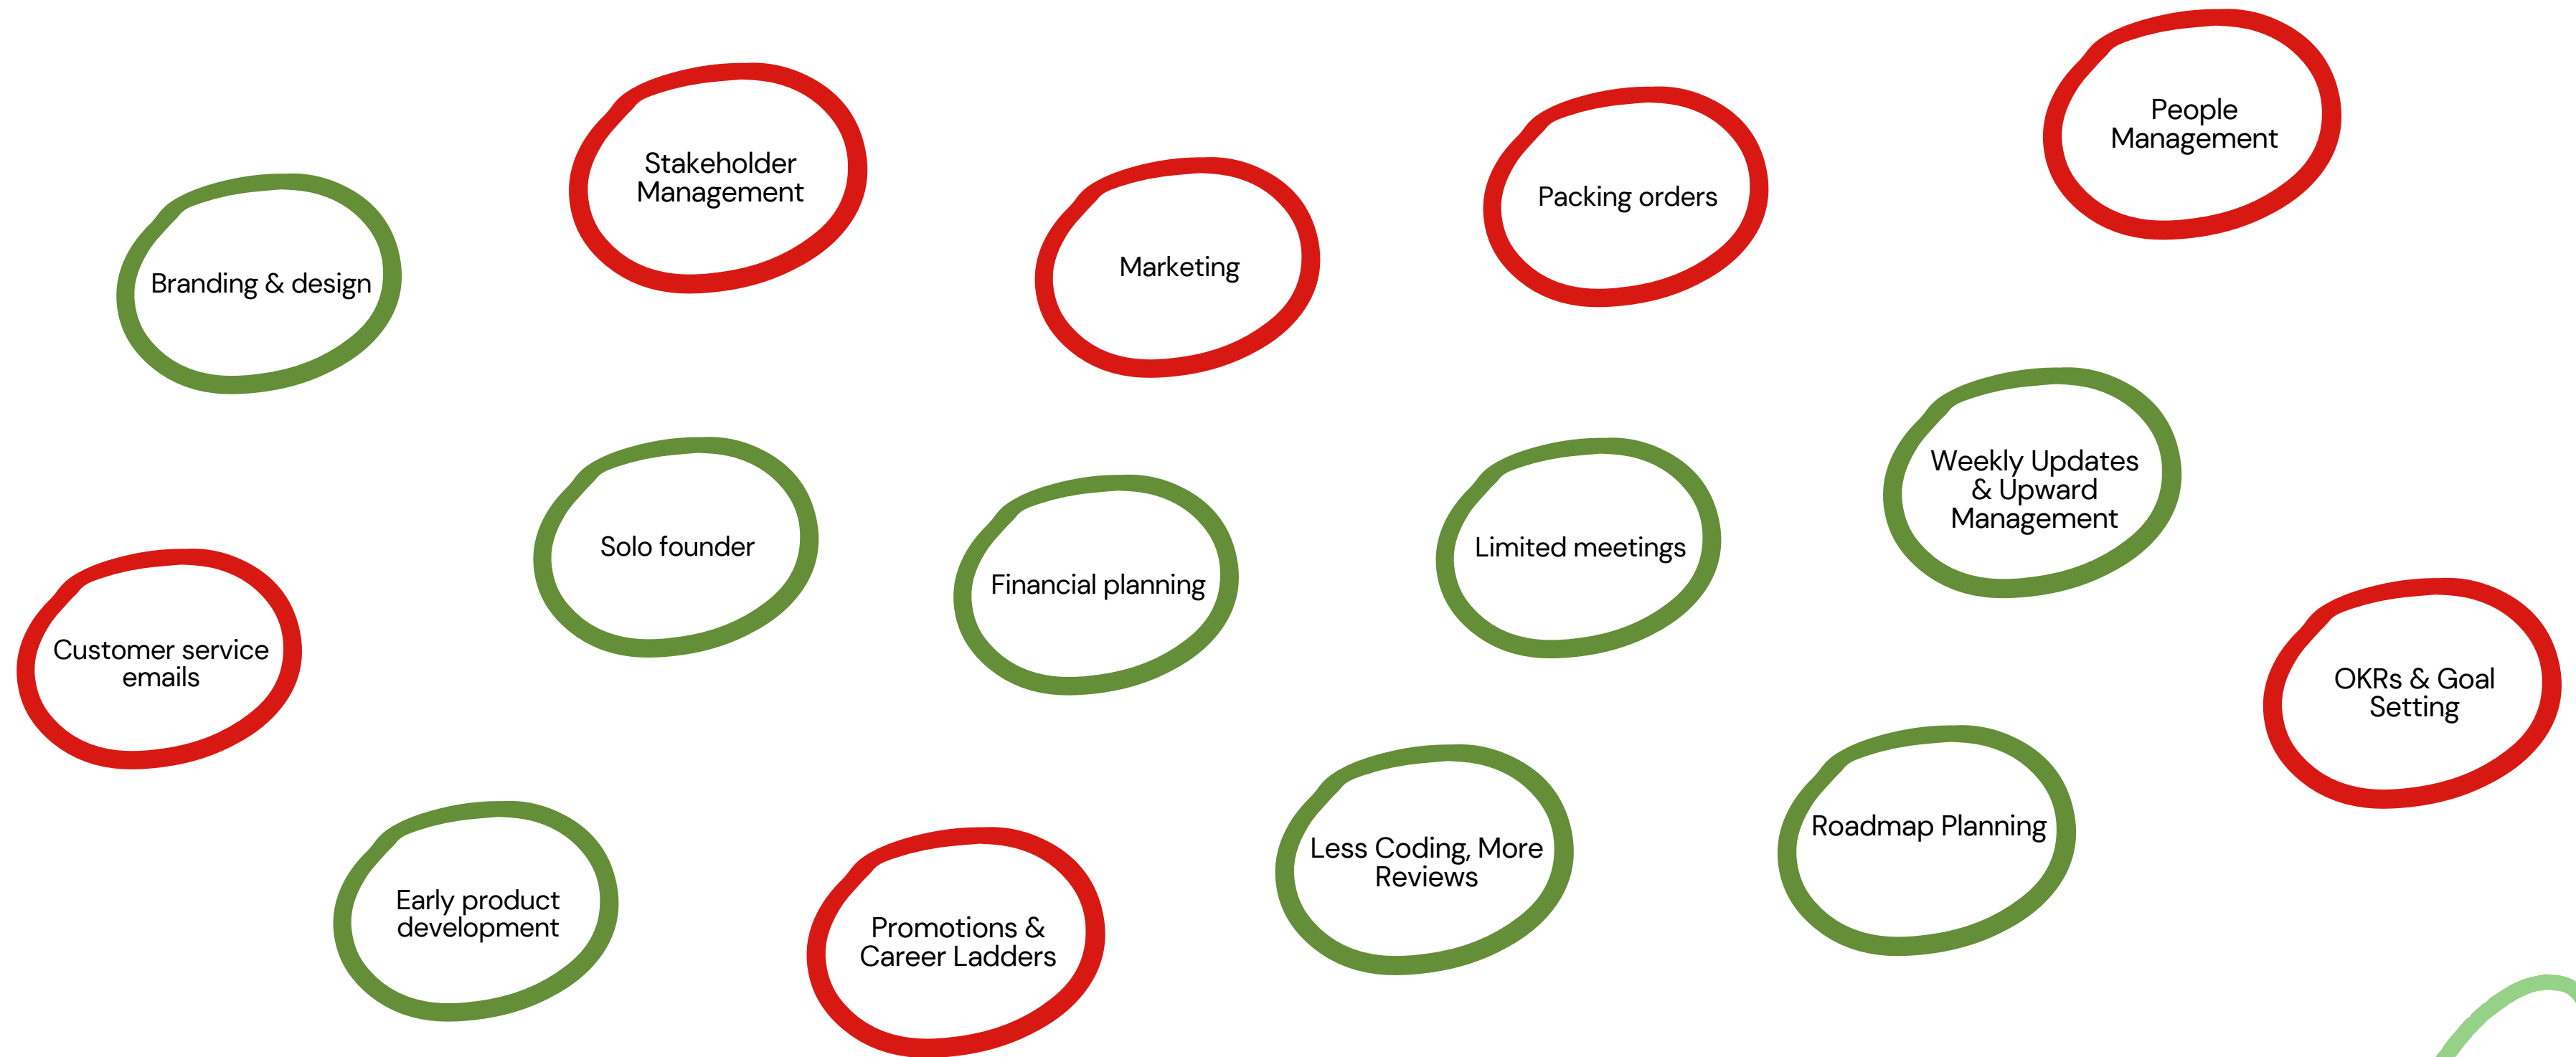 People
Management
Stakeholder
Management
Packing orders
Marketing
Branding & design
Weekly Updates
& Upward
Management
Solo founder
Limited meetings
Financial planning
Customer service
emails
OKRs & Goal
Setting
Roadmap Planning
Less Coding, More
Reviews
Early product
development
Promotions &
Career Ladders